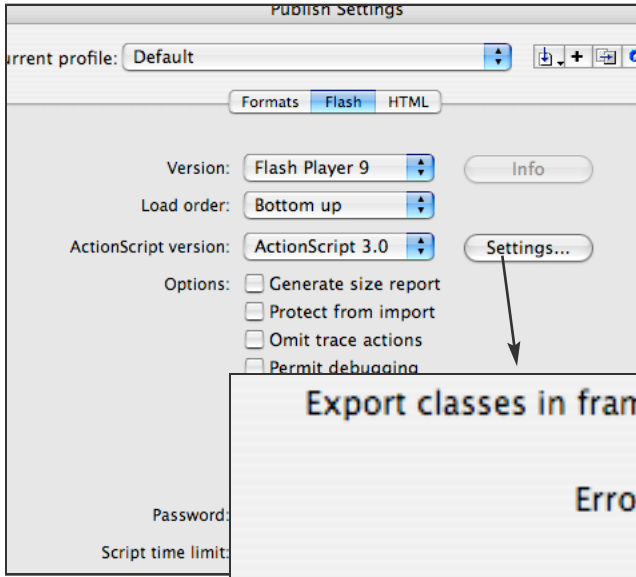 Publish Settings
urrent profile: Default
Formats Flash HTML
Version: Flash Player 9 Info
Load order: Bottom up
ActionScript version: ActionScript 3.0 Settings...
Options: Generate size report
Protect from import
Omit trace actions
Permit debugging
Export classes in fram
Erro
Password:
Script time limit: